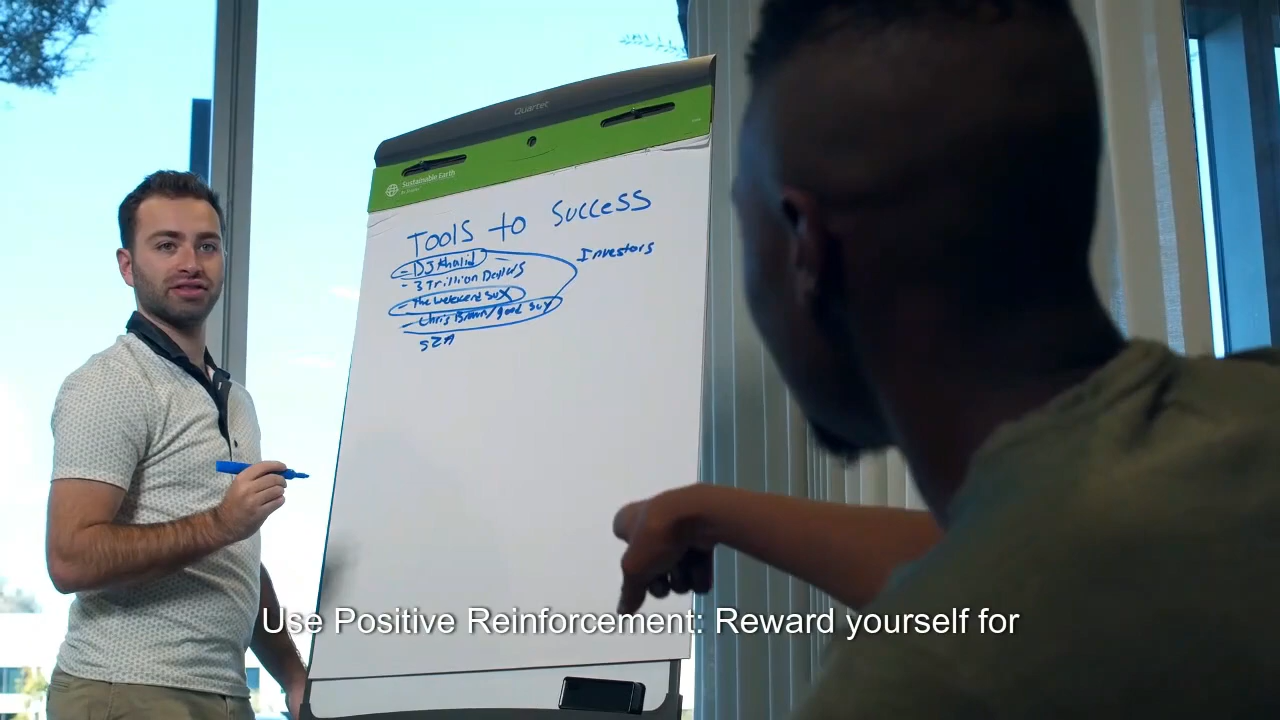 Quartet
Sustainable Earth
TOOLS to SUCCESS
Investors
- DJ Khalid
- 3 Trillion Dollars
- The Weekend SUX
- Chris Brown/good guy
SZA
Use Positive Reinforcement: Reward yourself for